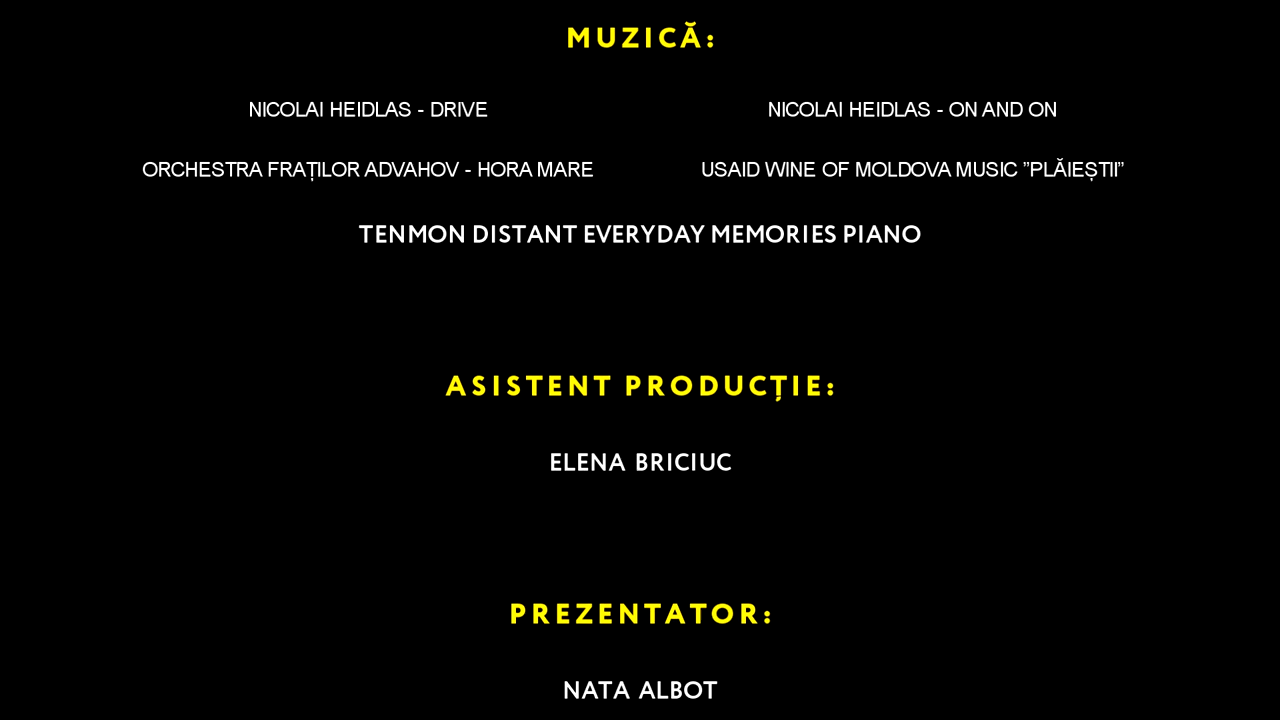 MUZICĂ:
NICOLAI HEIDLAS - DRIVE
NICOLAI HEIDLAS - ON AND ON
ORCHESTRA FRAȚILOR ADVAHOV - HORA MARE
USAID WINE OF MOLDOVA MUSIC ”PLĂIEȘTII”
TENMON DISTANT EVERYDAY MEMORIES PIANO
ASISTENT PRODUCȚIE:
ELENA BRICIUC
PREZENTATOR:
NATA ALBOT